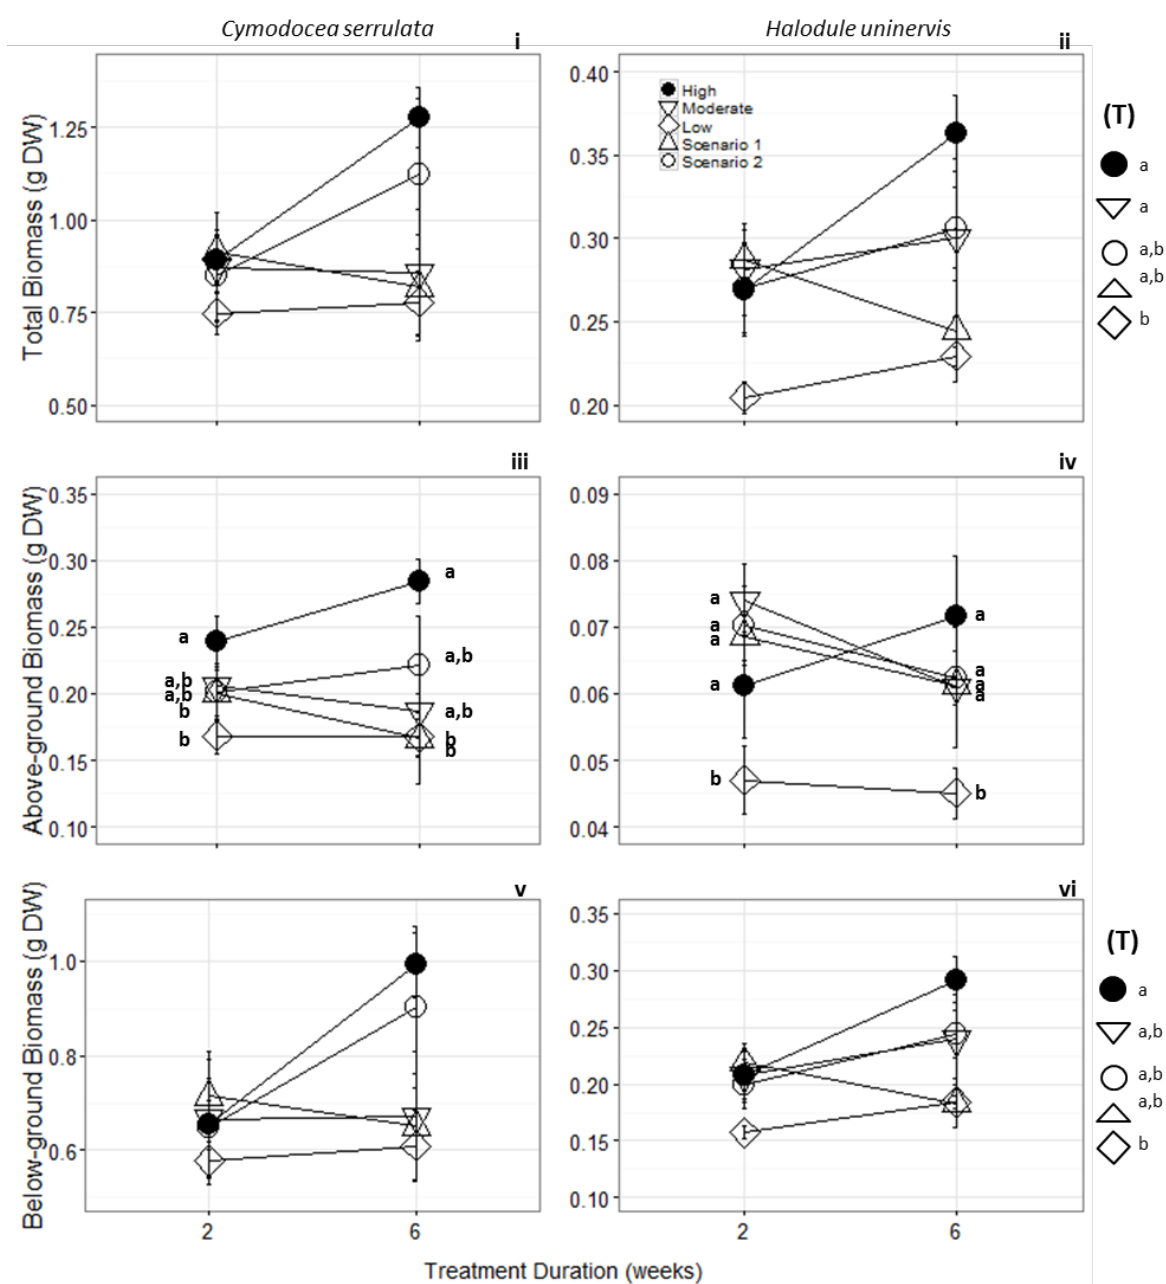 Cymodocea serrulata
Halodule uninervis
i
ii
Total Biomass (g DW)
1.25
1.00
0.75
0.50
0.40
0.35
0.30
0.25
0.20
High
Moderate
Low
Scenario 1
Scenario 2
(T)
a
a
a,b
a,b
b
iii
iv
Above-ground Biomass (g DW)
0.35
0.30
0.25
0.20
0.15
0.10
a
a,b
a,b
b
b
a
a,b
a,b
b
b
0.09
0.08
0.07
0.06
0.05
0.04
a
a
a
a
b
a
a
a
a
b
v
vi
Below-ground Biomass (g DW)
1.0
0.8
0.6
0.35
0.30
0.25
0.20
0.15
0.10
(T)
a
a,b
a,b
a,b
b
2
6
2
6
Treatment Duration (weeks)